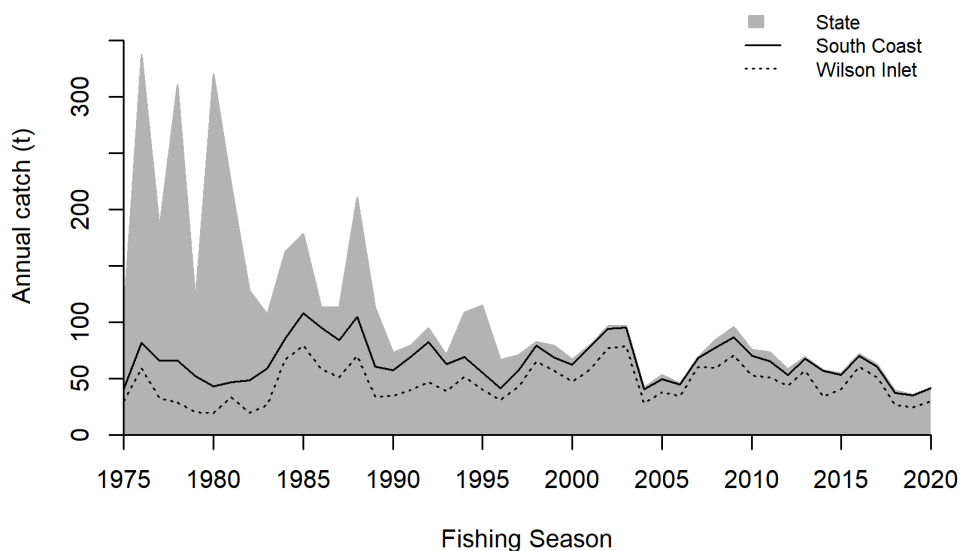 State
South Coast
Wilson Inlet
Annual catch (t)
300
200
100
50
0
1975 1980 1985 1990 1995 2000 2005 2010 2015 2020
Fishing Season